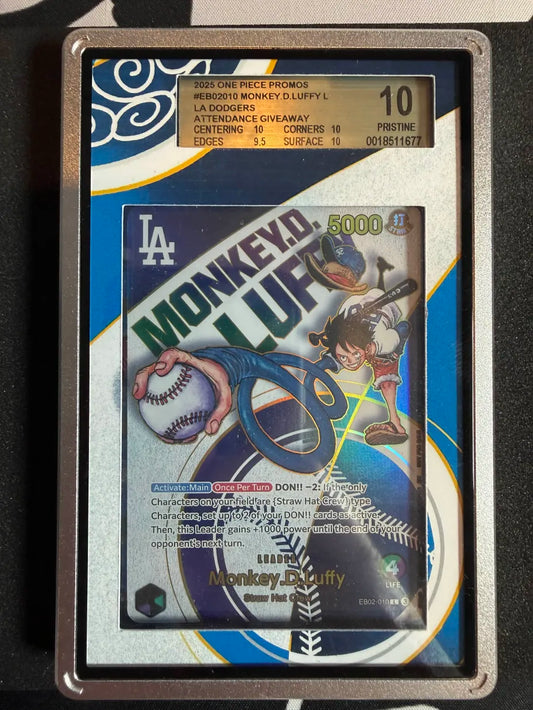 2025 ONE PIECE PROMOS
#EB02010 MONKEY.D.LUFFY L
LA DODGERS
ATTENDANCE GIVEAWAY
CENTERING 10 CORNERS 10
EDGES 9.5 SURFACE 10
10
PRISTINE
0018511677
LA
MONKEY.D.
LUF
5000
Activate:Main Once Per Turn DON!! −2: If the only
Characters on your field are {Straw Hat Crew} type
Characters, set up to 2 of your DON!! cards as active.
Then, this Leader gains +1000 power until the end of your
opponent's next turn.
LEADER
Monkey.D.Luffy
Straw Hat Crew
4
LIFE
EB02-010 L 3